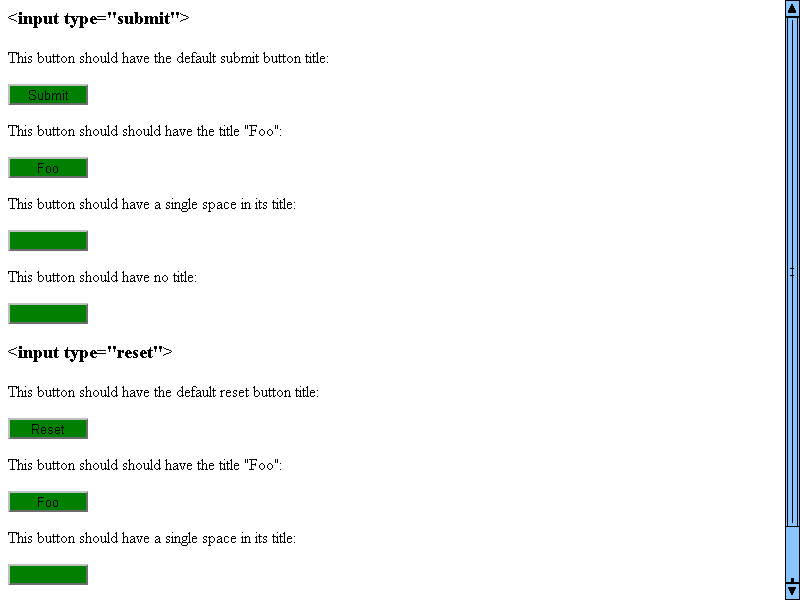 <input type="submit">
This button should have the default submit button title:
Submit
This button should should have the title "Foo":
Foo
This button should have a single space in its title:
This button should have no title:
<input type="reset">
This button should have the default reset button title:
Reset
This button should should have the title "Foo":
Foo
This button should have a single space in its title: